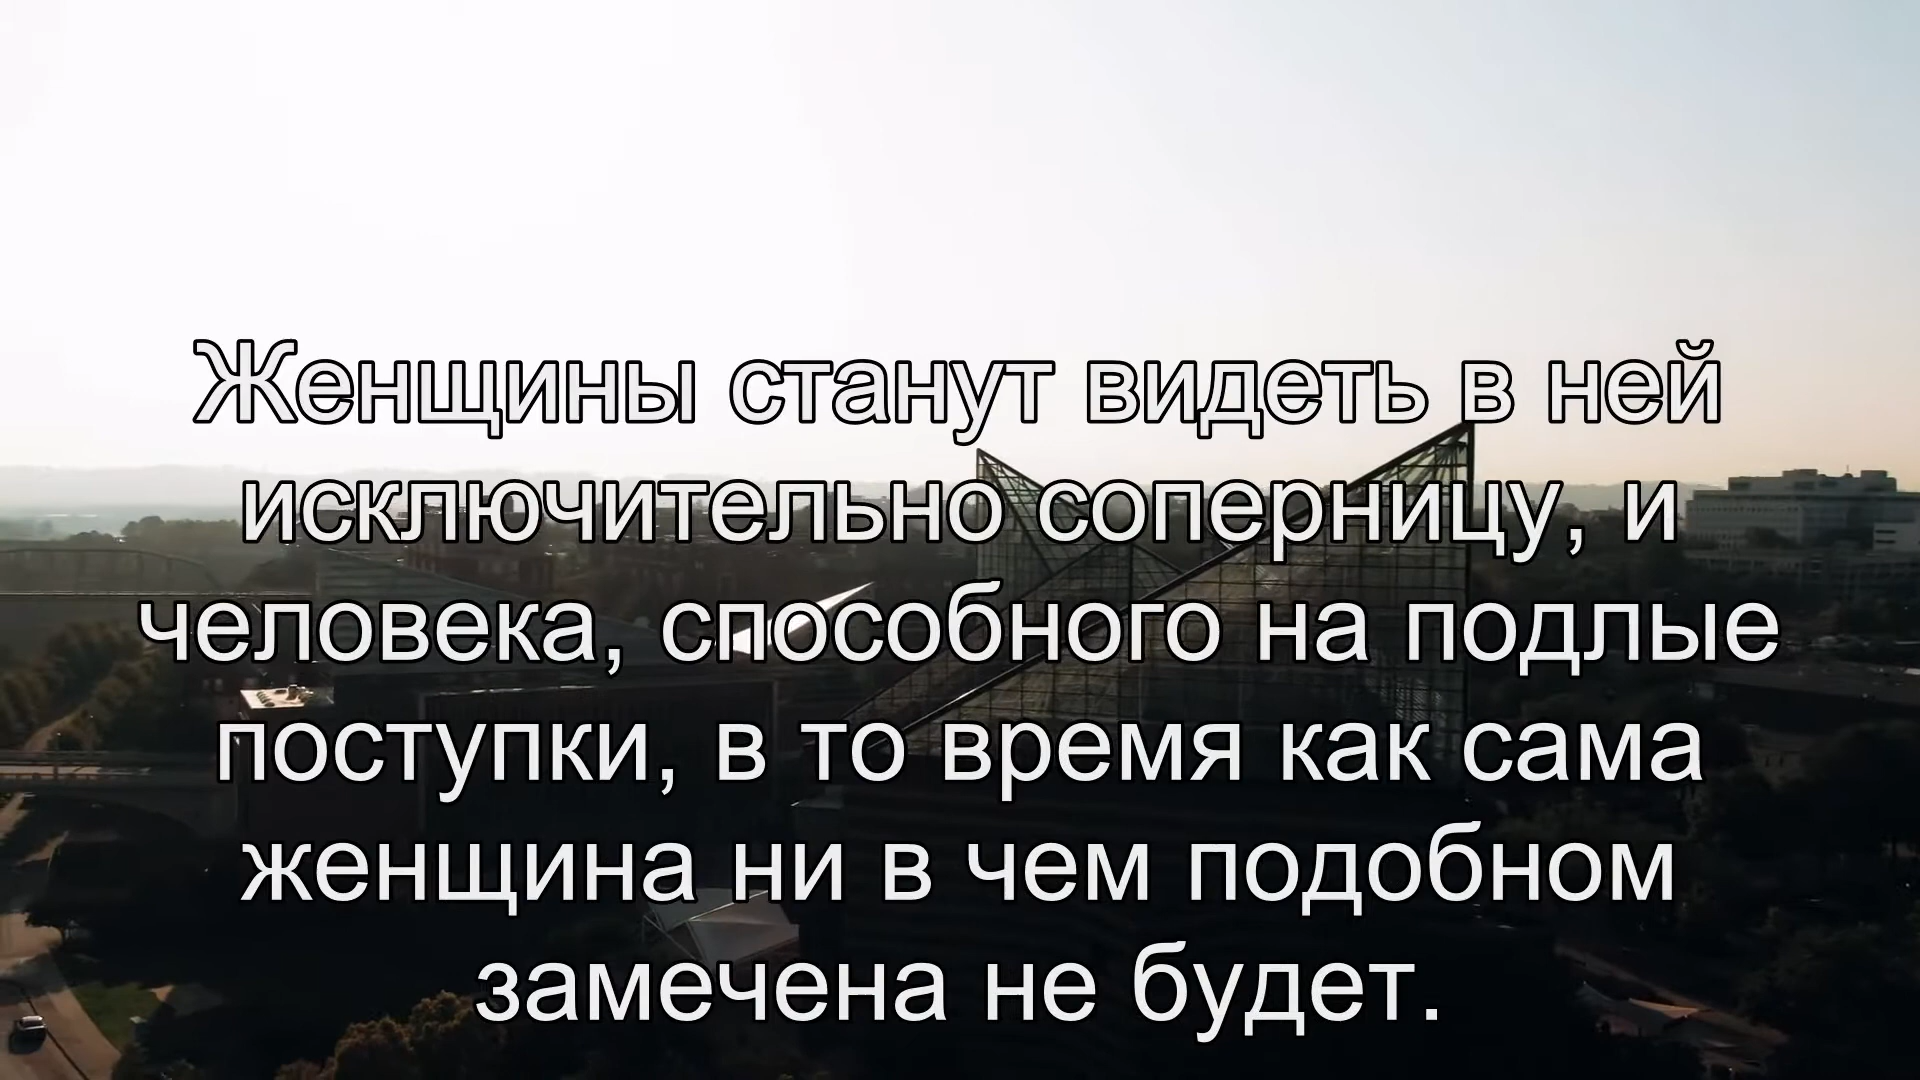 Женщины станут видеть в ней
исключительно соперницу, и
человека, способного на подлые
поступки, в то время как сама
женщина ни в чем подобном
замечена не будет.